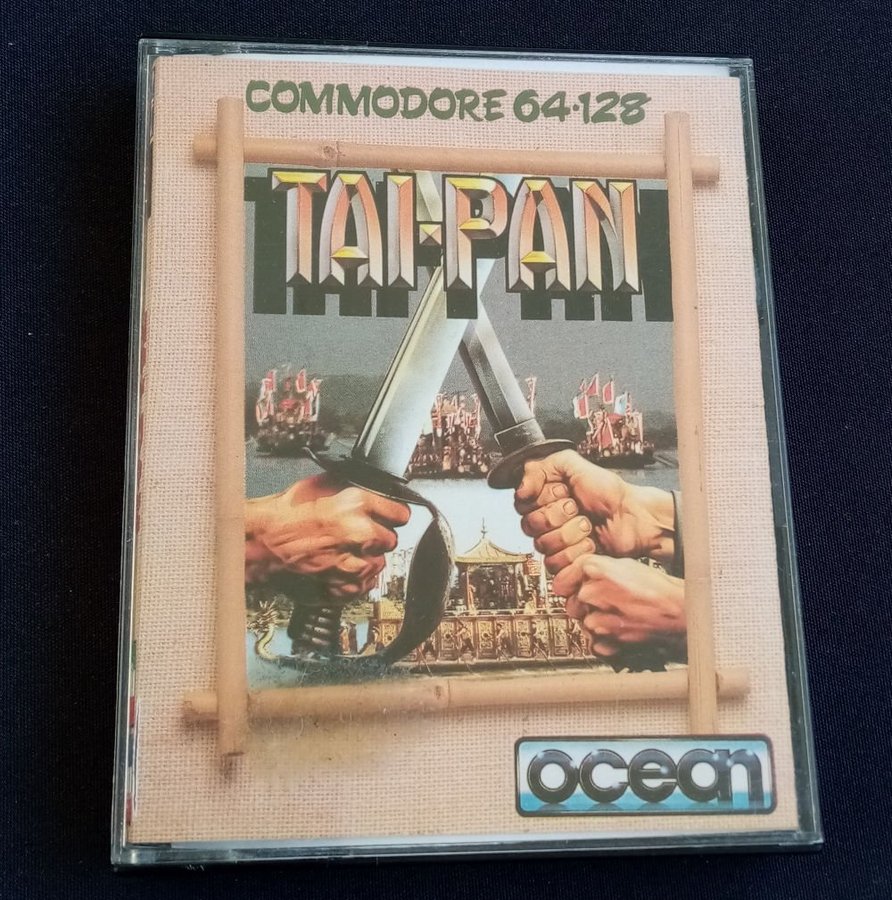 COMMODORE 64·128
TAI-PAN
ocean